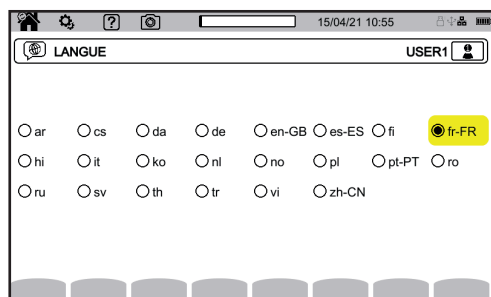 ? 15/04/21 10:55
LANGUE USER1
ar cs da de en-GB es-ES fi fr-FR
hi it ko nl no pl pt-PT ro
ru sv th tr vi zh-CN